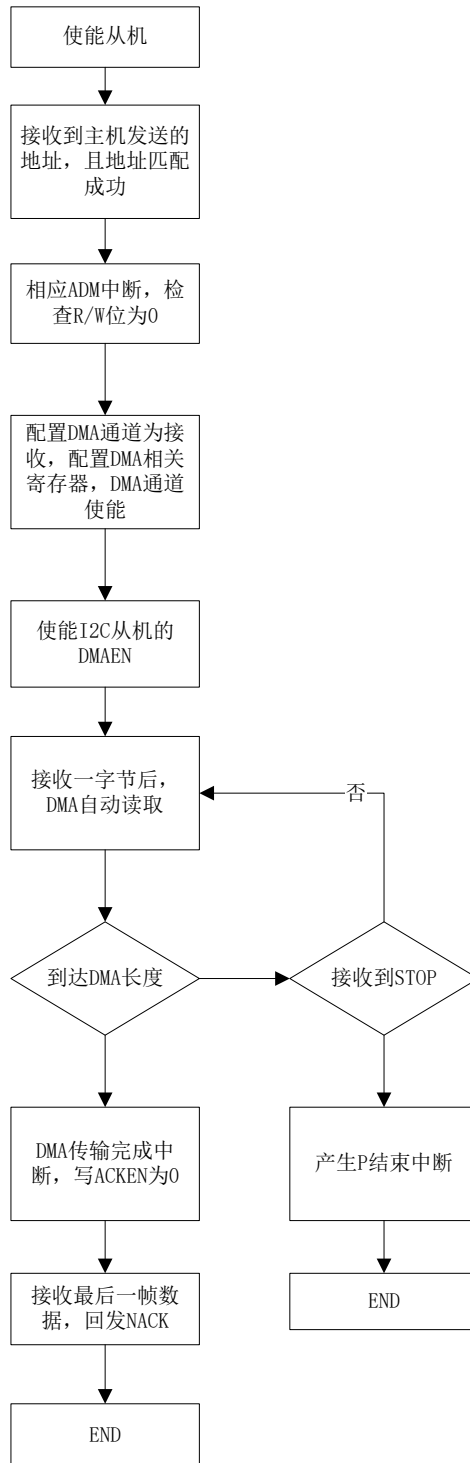 使能从机
接收到主机发送的
地址，且地址匹配
成功
相应ADM中断，检
查R/W位为0
配置DMA通道为接
收，配置DMA相关
寄存器，DMA通道
使能
使能I2C从机的
DMAEN
接收一字节后，
DMA自动读取
否
到达DMA长度
接收到STOP
DMA传输完成中
断，写ACKEN为0
产生P结束中断
接收最后一帧数
据，回发NACK
END
END